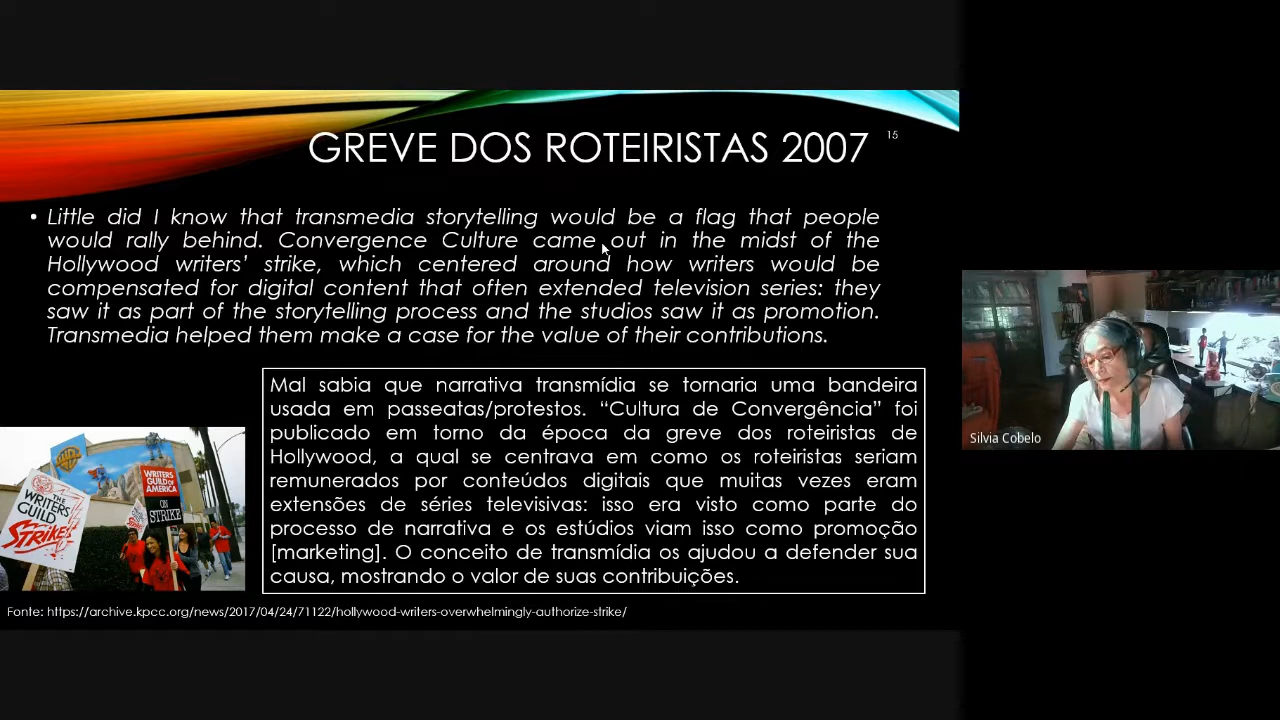 GREVE DOS ROTEIRISTAS 2007
15
• Little did I know that transmedia storytelling would be a flag that people
would rally behind. Convergence Culture came out in the midst of the
Hollywood writers’ strike, which centered around how writers would be
compensated for digital content that often extended television series: they
saw it as part of the storytelling process and the studios saw it as promotion.
Transmedia helped them make a case for the value of their contributions.
Mal sabia que narrativa transmídia se tornaria uma bandeira
usada em passeatas/protestos. “Cultura de Convergência” foi
publicado em torno da época da greve dos roteiristas de
Hollywood, a qual se centrava em como os roteiristas seriam
remunerados por conteúdos digitais que muitas vezes eram
extensões de séries televisivas: isso era visto como parte do
processo de narrativa e os estúdios viam isso como promoção
[marketing]. O conceito de transmídia os ajudou a defender sua
causa, mostrando o valor de suas contribuições.
THE
WRITERS
GUILD
STRIKE
WRITERS
GUILD OF
AMERICA
ON
STRIKE
Fonte: https://archive.kpcc.org/news/2017/04/24/71122/hollywood-writers-overwhelmingly-authorize-strike/
Silvia Cobelo